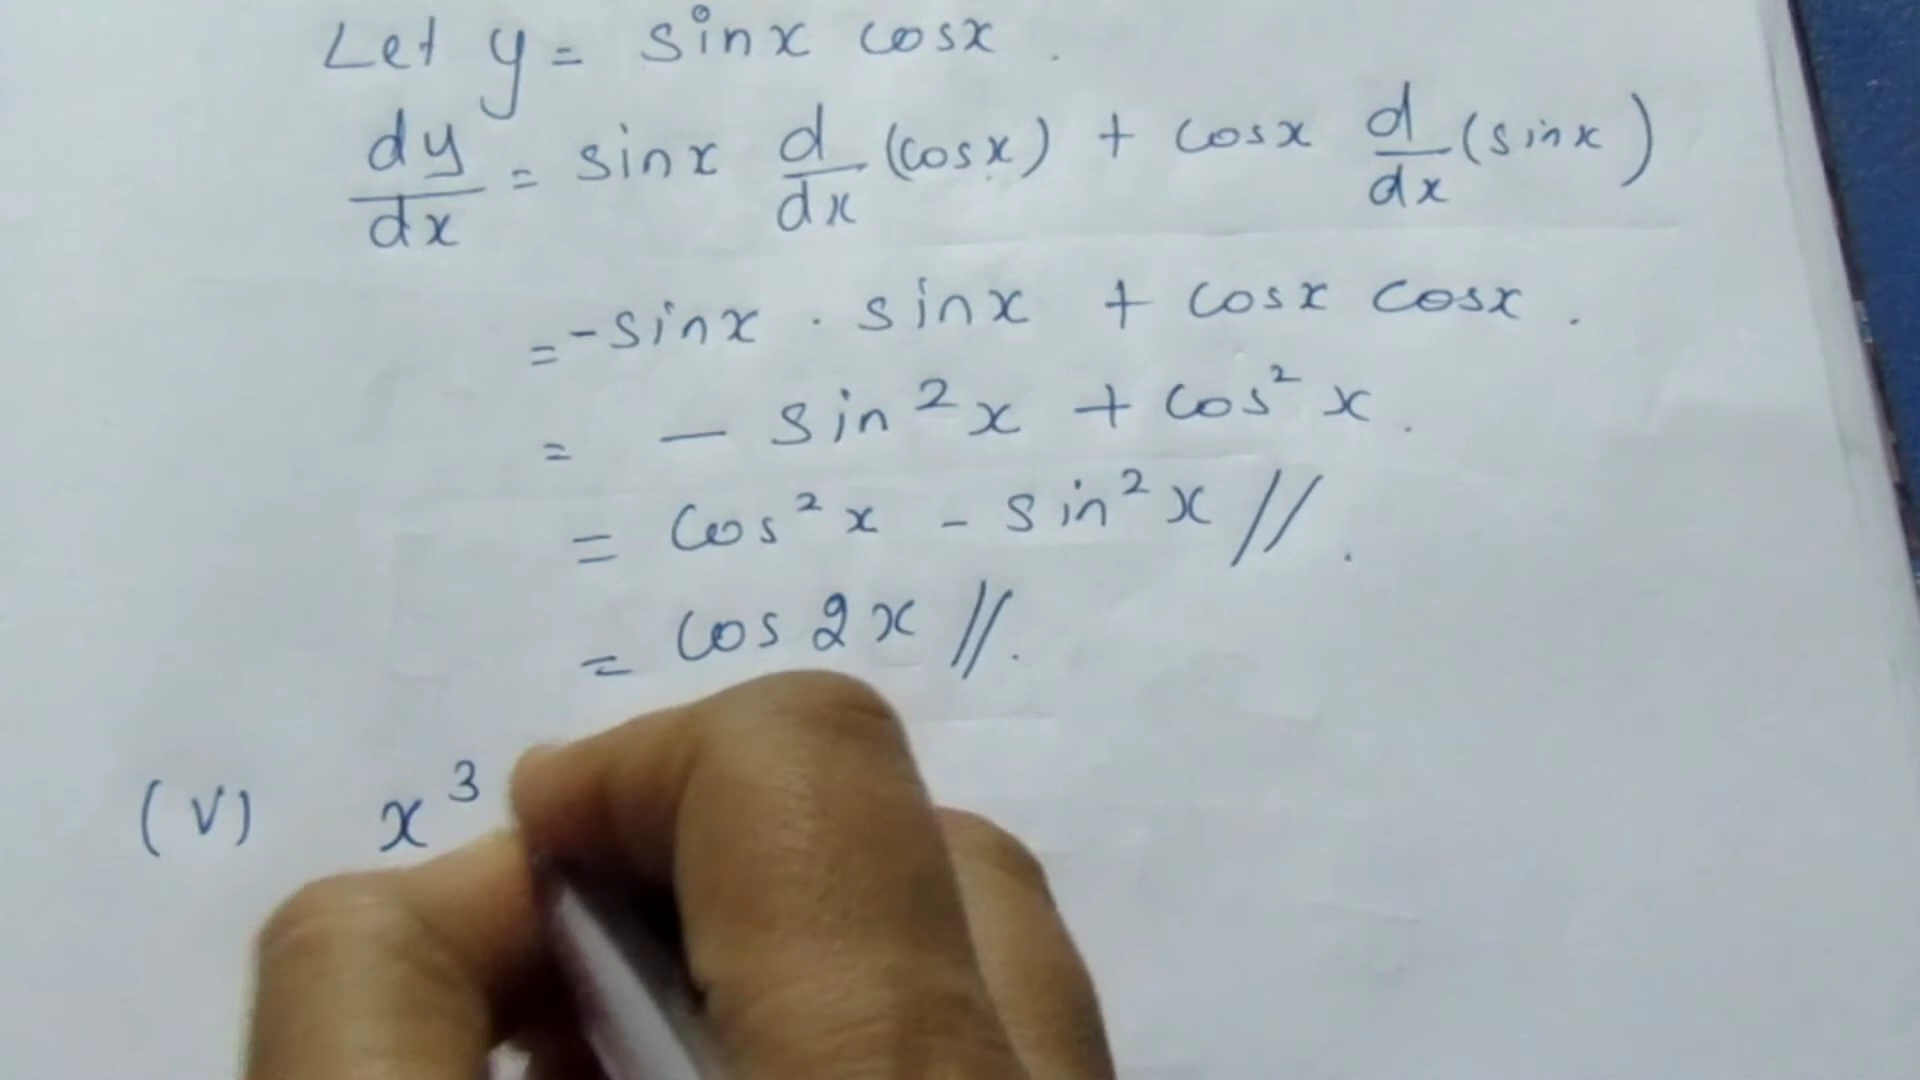 Let y = sinx cosx.
dy/dx = sinx d/dx (cosx) + cosx d/dx (sinx)
= -sinx . sinx + cosx cosx.
= - sin²x + cos²x.
= cos²x - sin²x //.
= cos 2x //.
(V) x³